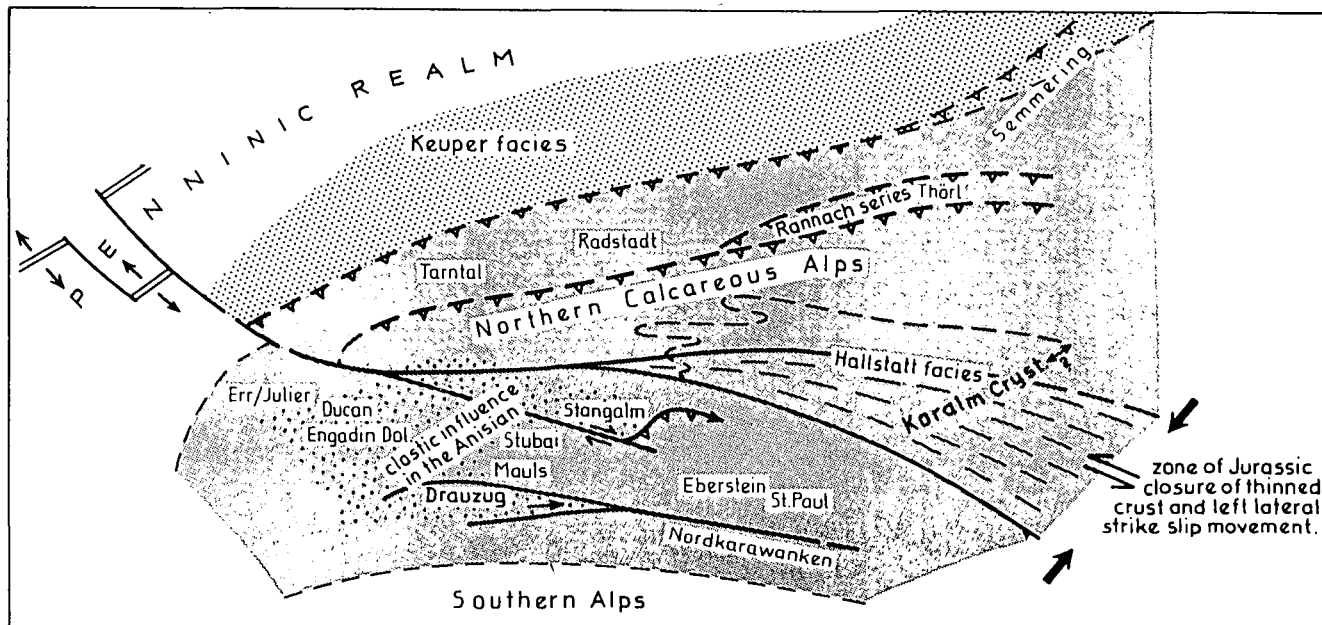 PENNINIC REALM
Keuper facies
Semmering
Rannach series Thörl
Radstadt
Tarntal
Northern Calcareous Alps
Hallstatt facies
Koralm Cryst. ?
Err/Julier
Ducan
Engadin Dol.
clastic influence
in the Anisian
Stangalm
Stubai
Mauls
Drauzug
Eberstein
St.Paul
Nordkarawanken
zone of Jurassic
closure of thinned
crust and left lateral
strike slip movement.
Southern Alps